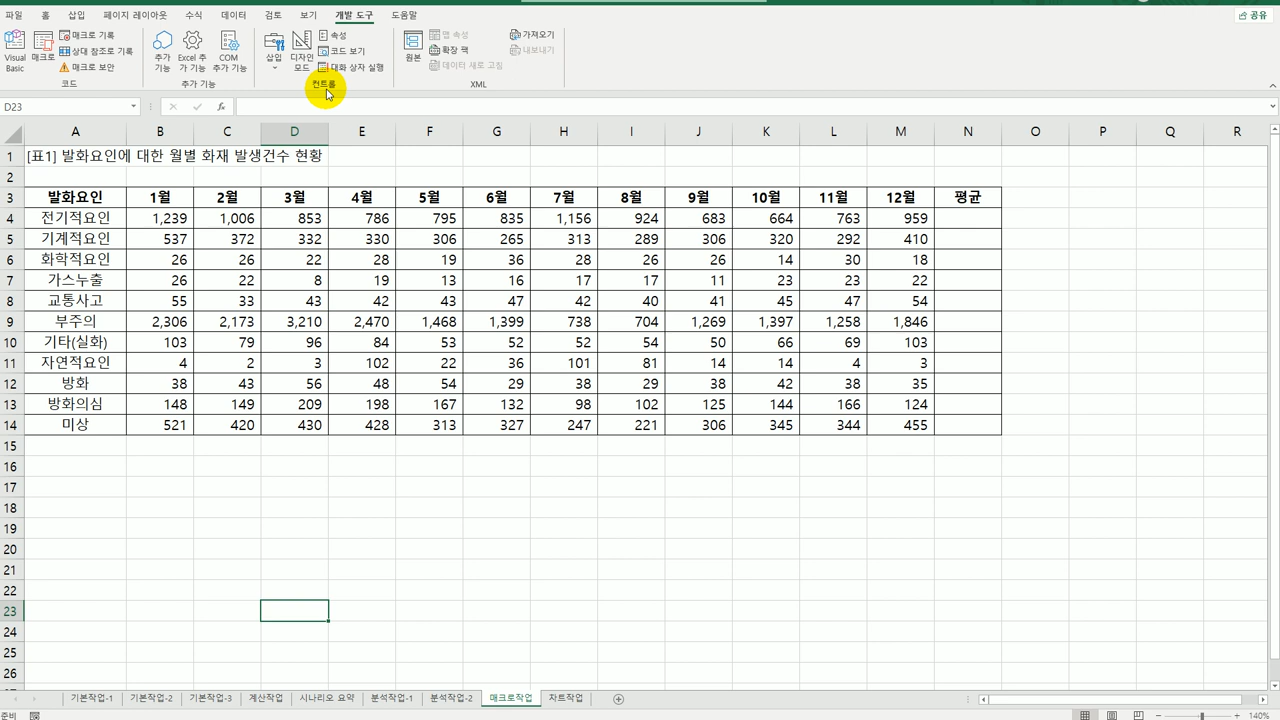 파일 홈 삽입 페이지 레이아웃 수식 데이터 검토 보기 개발 도구 도움말 공유
Visual Basic 매크로 매크로 기록 상대 참조로 기록 매크로 보안 코드
추가 기능 Excel 추가 기능 COM 추가 기능 추가 기능
삽입 디자인 모드 속성 코드 보기 대화 상자 실행 컨트롤
원본 맵 속성 확장 팩 데이터 새로 고침 가져오기 내보내기 XML
D23 fx
A B C D E F G H I J K L M N O P Q R
1 [표1] 발화요인에 대한 월별 화재 발생건수 현황
2
3 발화요인 1월 2월 3월 4월 5월 6월 7월 8월 9월 10월 11월 12월 평균
4 전기적요인 1,239 1,006 853 786 795 835 1,156 924 683 664 763 959
5 기계적요인 537 372 332 330 306 265 313 289 306 320 292 410
6 화학적요인 26 26 22 28 19 36 28 26 26 14 30 18
7 가스누출 26 22 8 19 13 16 17 17 11 23 23 22
8 교통사고 55 33 43 42 43 47 42 40 41 45 47 54
9 부주의 2,306 2,173 3,210 2,470 1,468 1,399 738 704 1,269 1,397 1,258 1,846
10 기타(실화) 103 79 96 84 53 52 52 54 50 66 69 103
11 자연적요인 4 2 3 102 22 36 101 81 14 14 4 3
12 방화 38 43 56 48 54 29 38 29 38 42 38 35
13 방화의심 148 149 209 198 167 132 98 102 125 144 166 124
14 미상 521 420 430 428 313 327 247 221 306 345 344 455
15
16
17
18
19
20
21
22
23
24
25
26
기본작업-1 기본작업-2 기본작업-3 계산작업 시나리오 요약 분석작업-1 분석작업-2 매크로작업 차트작업
준비 140%